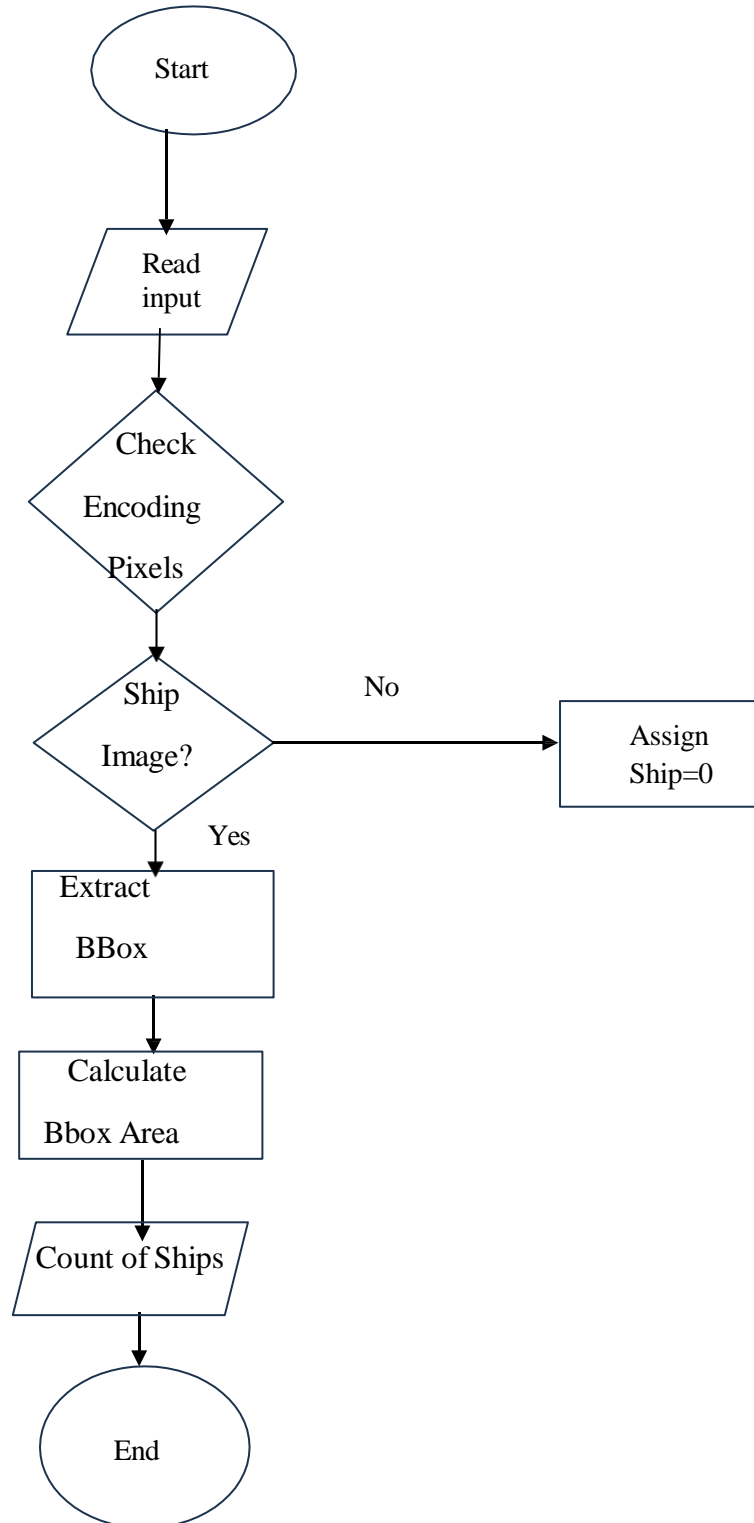 Start
Read
input
Check
Encoding
Pixels
Ship
Image?
No
Assign
Ship=0
Yes
Extract
BBox
Calculate
Bbox Area
Count of Ships
End